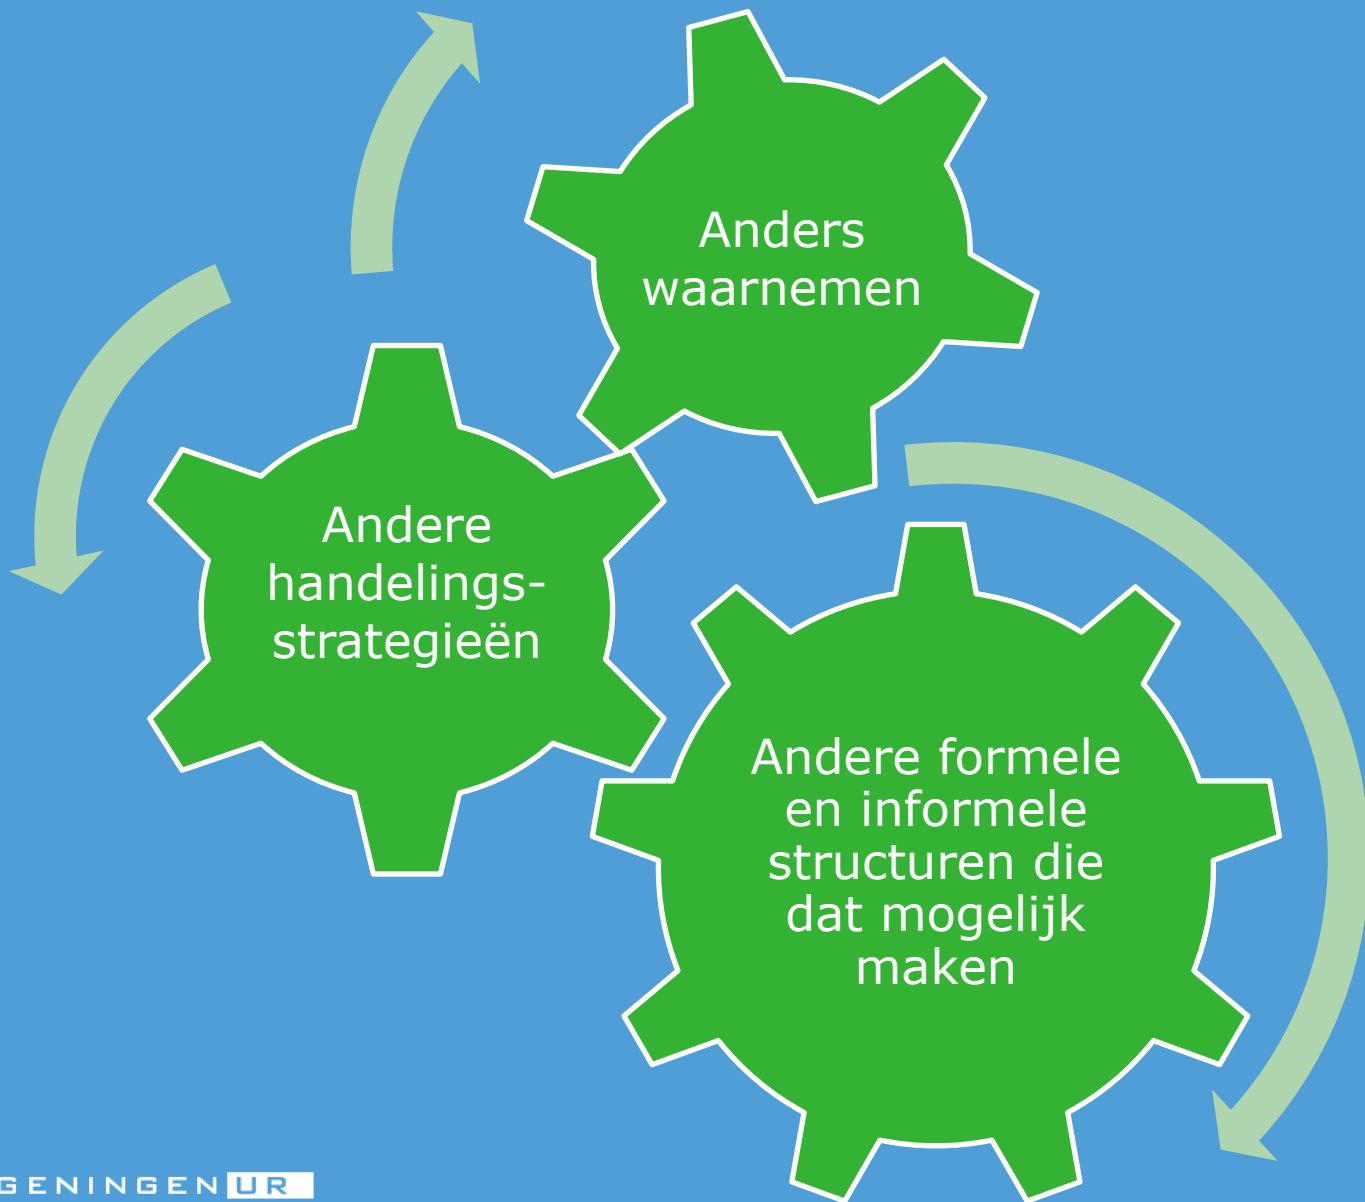 Anders
waarnemen
Andere
handelings-
strategieën
Andere formele
en informele
structuren die
dat mogelijk
maken
GENINGEN UR